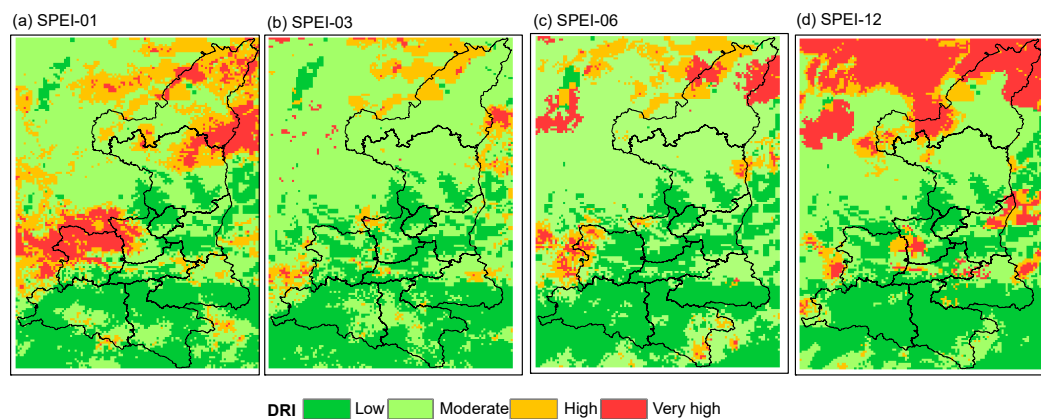 (a) SPEI-01
(b) SPEI-03
(c) SPEI-06
(d) SPEI-12
DRI Low Moderate High Very high